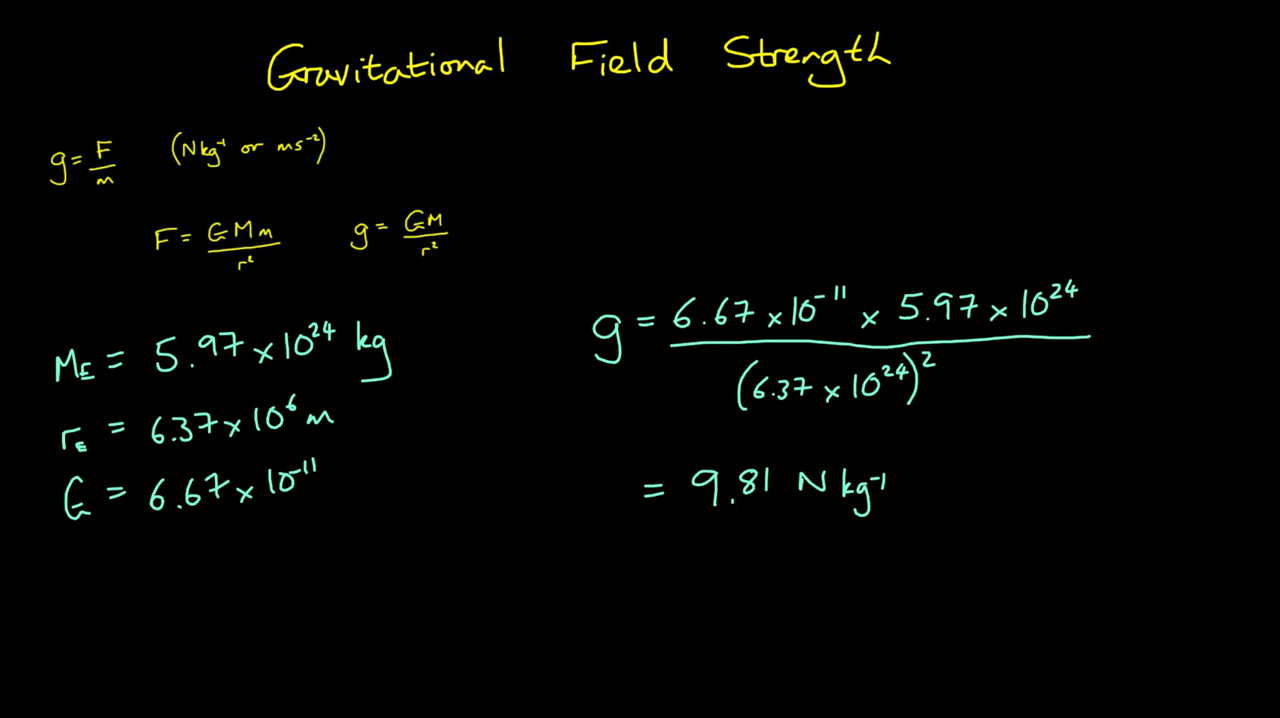 Gravitational Field Strength
g = F/m (Nkg⁻¹ or ms⁻²)
F = GMm/r² g = GM/r²
M_E = 5.97 × 10²⁴ kg
r_E = 6.37 × 10⁶ m
G = 6.67 × 10⁻¹¹
g = 6.67 × 10⁻¹¹ × 5.97 × 10²⁴ / (6.37 × 10²⁴)²
= 9.81 N kg⁻¹